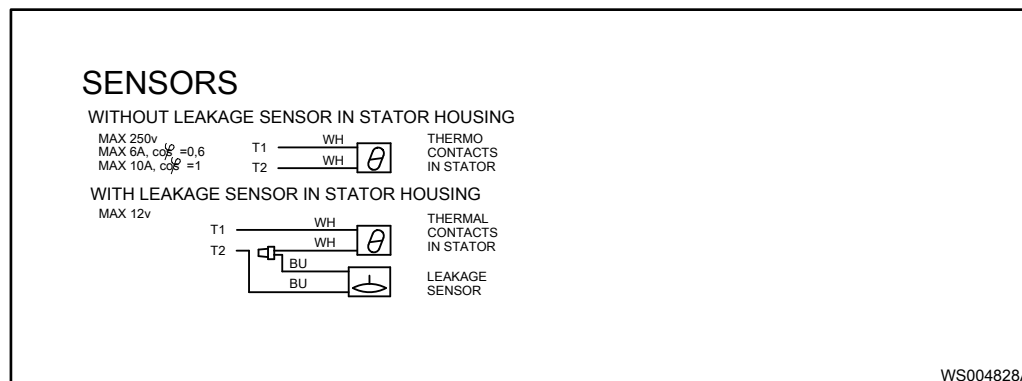 SENSORS
WITHOUT LEAKAGE SENSOR IN STATOR HOUSING
MAX 250v
MAX 6A, cosφ =0,6
MAX 10A, cosφ =1
T1 WH
T2 WH
THERMO
CONTACTS
IN STATOR
WITH LEAKAGE SENSOR IN STATOR HOUSING
MAX 12v
T1 WH
T2 WH
THERMAL
CONTACTS
IN STATOR
BU
BU
LEAKAGE
SENSOR
WS004828A